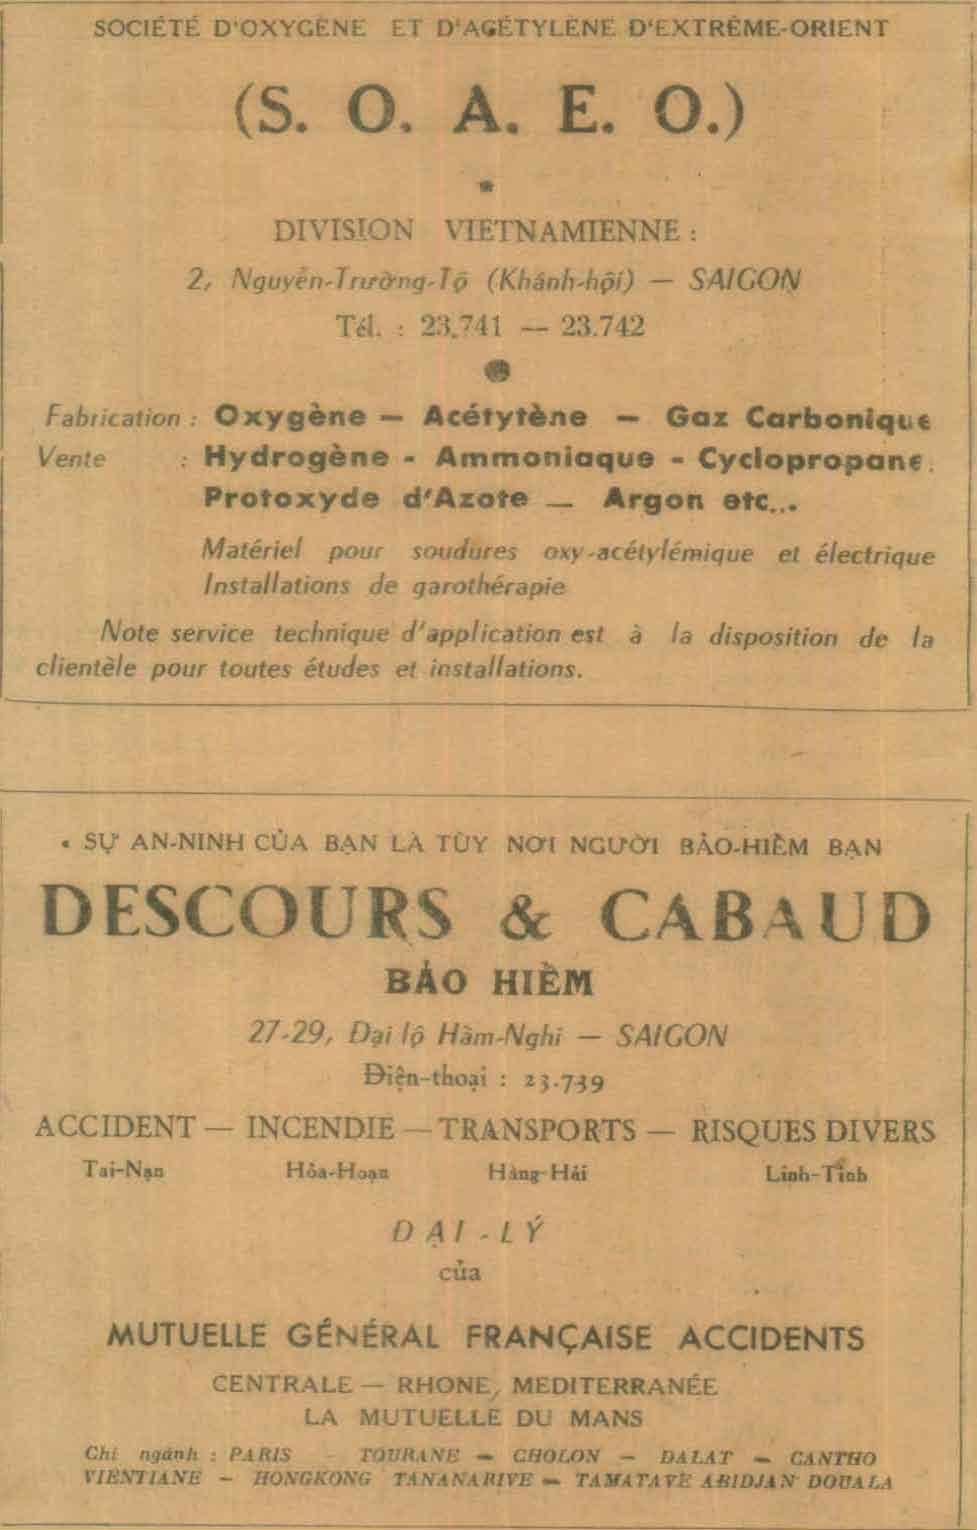 SOCIÉTÉ D'OXYGÈNE ET D'AGÉTYLÈNE D'EXTRÊME-ORIENT
(S. O. A. E. O.)
DIVISION VIETNAMIENNE :
2, Nguyễn-Trường-Tộ (Khánh-hội) — SAIGON
Tél. : 23.741 — 23.742
Fabrication : Oxygène — Acétytène — Gaz Carbonique
Vente : Hydrogène - Ammoniaque - Cyclopropane.
Protoxyde d'Azote — Argon etc...
Matériel pour soudures oxy-acétylémique et électrique
Installations de garothérapie
Note service technique d'application est à la disposition de la
clientèle pour toutes études et installations.
« SỰ AN-NINH CỦA BẠN LÀ TÙY NƠI NGƯỜI BẢO-HIỂM BẠN
DESCOURS & CABAUD
BẢO HIỂM
27-29, Đại lộ Hàm-Nghi — SAIGON
Điện-thoại : 23.739
ACCIDENT — INCENDIE — TRANSPORTS — RISQUES DIVERS
Tai-Nạn Hỏa-Hoạn Hàng-Hải Linh-Tinh
ĐẠI-LÝ
của
MUTUELLE GÉNÉRAL FRANÇAISE ACCIDENTS
CENTRALE — RHONE, MEDITERRANÉE
LA MUTUELLE DU MANS
Chi ngánh : PARIS - TOURANE — CHOLON — DALAT — CANTHO
VIENTIANE - HONGKONG TANANARIVE — TAMATAVE ABIDJAN DOUALA